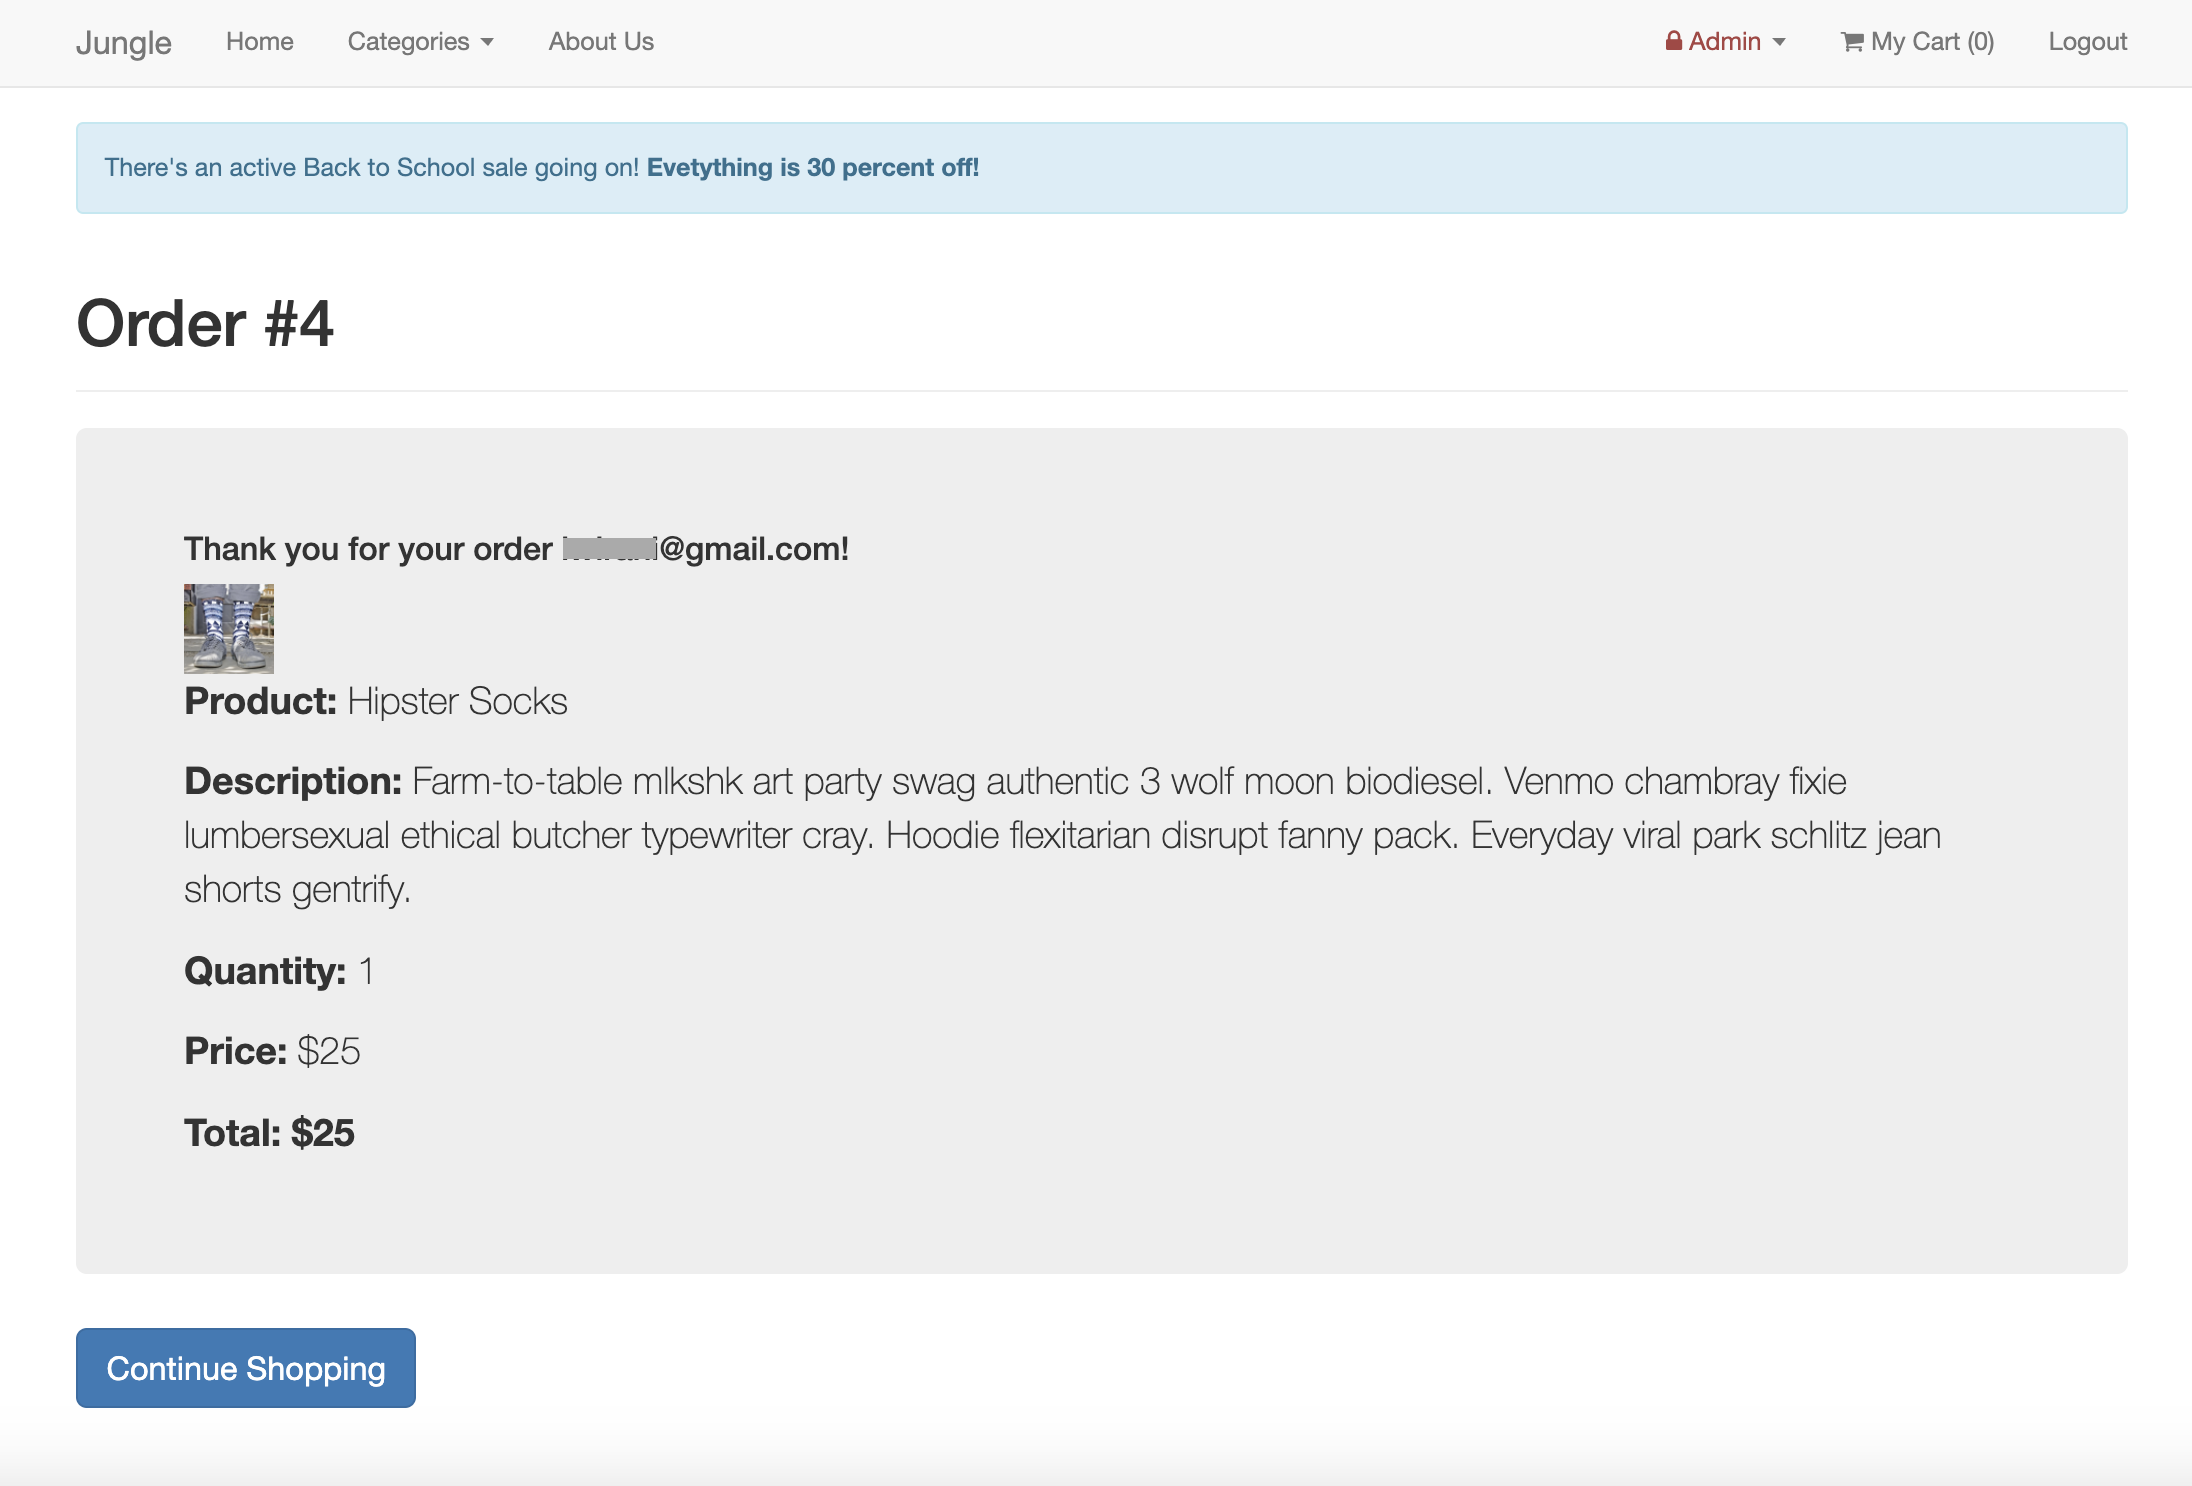 Jungle Home Categories About Us Admin My Cart (0) Logout
There's an active Back to School sale going on! Evetything is 30 percent off!
Order #4
Thank you for your order @gmail.com!
Product: Hipster Socks
Description: Farm-to-table mlkshk art party swag authentic 3 wolf moon biodiesel. Venmo chambray fixie
lumbersexual ethical butcher typewriter cray. Hoodie flexitarian disrupt fanny pack. Everyday viral park schlitz jean
shorts gentrify.
Quantity: 1
Price: $25
Total: $25
Continue Shopping